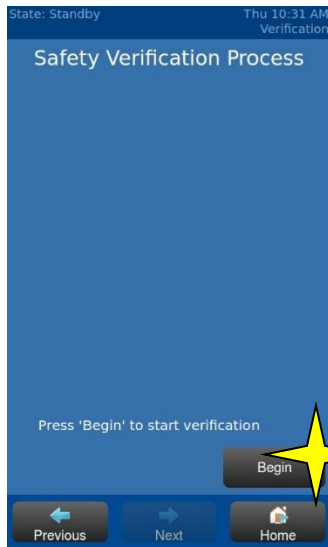 State: Standby
Thu 10:31 AM
Verification
Safety Verification Process
Press 'Begin' to start verification
Begin
Previous
Next
Home